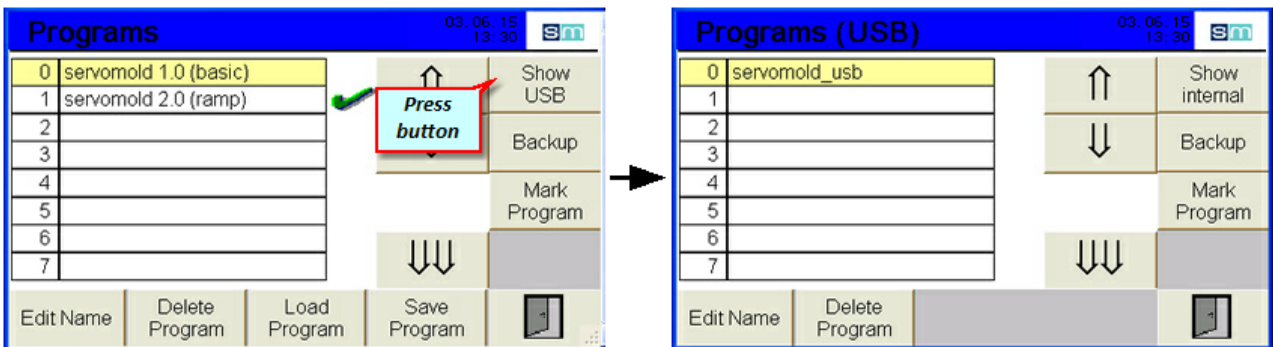 Programs
03. 06. 15
13: 30
sm
0 servomold 1.0 (basic)
1 servomold 2.0 (ramp)
2
3
4
5
6
7
Show
USB
Press
button
Backup
Mark
Program
Edit Name
Delete
Program
Load
Program
Save
Program
Programs (USB)
03. 06. 15
13: 30
sm
0 servomold_usb
1
2
3
4
5
6
7
Show
internal
Backup
Mark
Program
Edit Name
Delete
Program